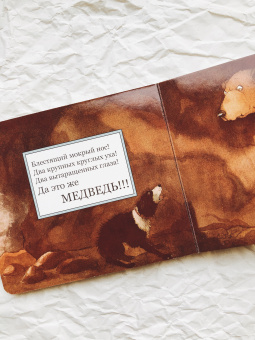 Блестящий мокрый нос!
Два крупных круглых уха!
Два вытаращенных глаза!
Да это же
МЕДВЕДЬ!!!